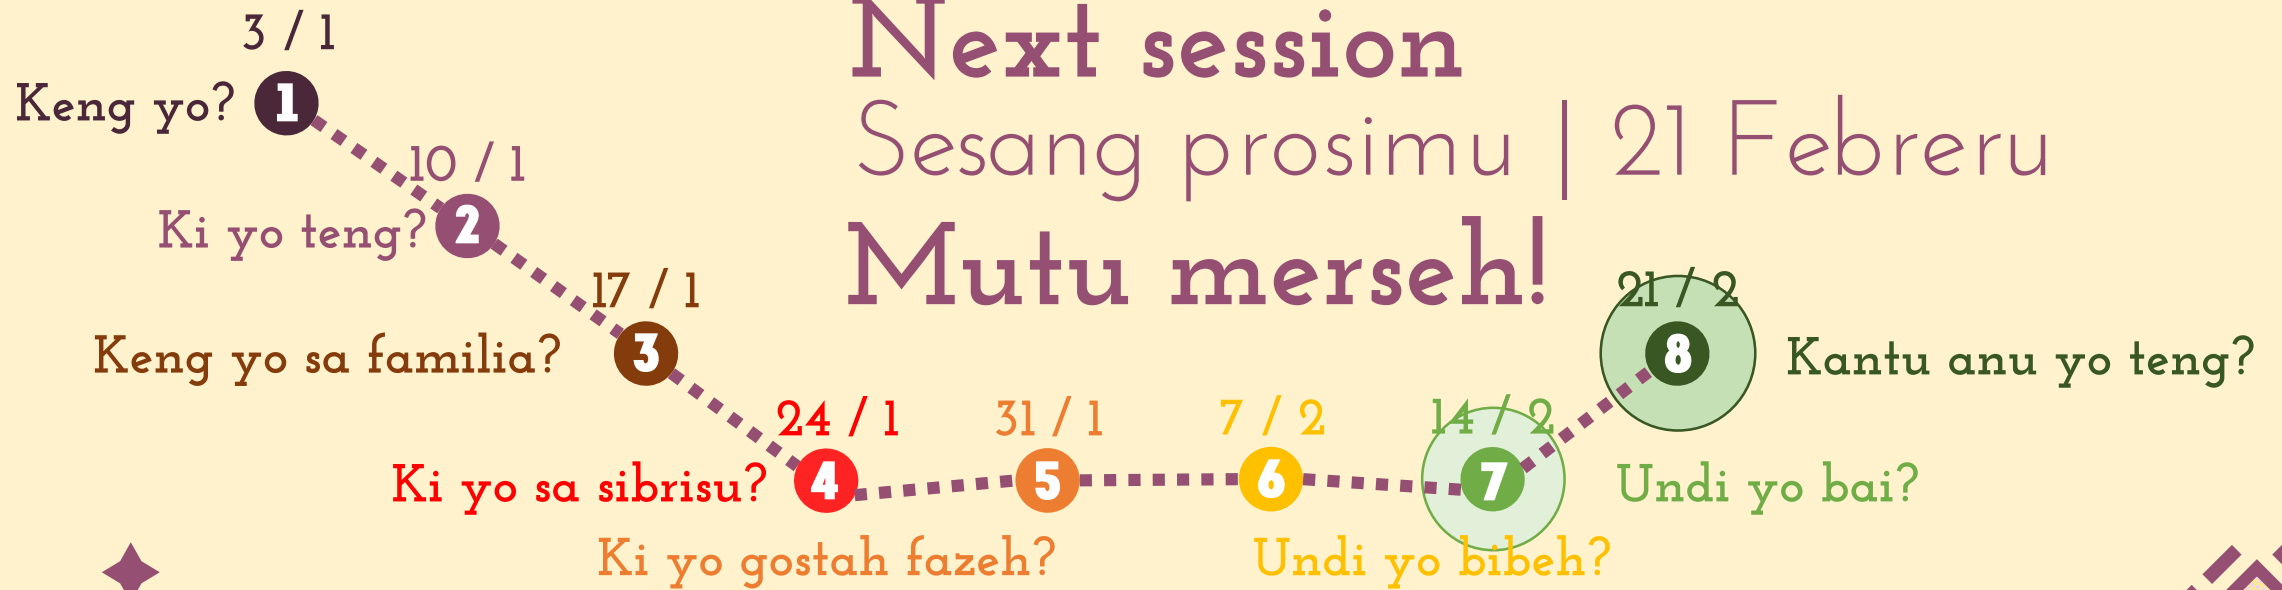 Next session
Sesang prosimu | 21 Febreru
Mutu merseh!
3 / 1
Keng yo? 1
10 / 1
Ki yo teng? 2
17 / 1
Keng yo sa familia? 3
24 / 1
Ki yo sa sibrisu? 4
31 / 1
5
Ki yo gostah fazeh?
7 / 2
6
Undi yo bibeh?
14 / 2
7 Undi yo bai?
21 / 2
8 Kantu anu yo teng?